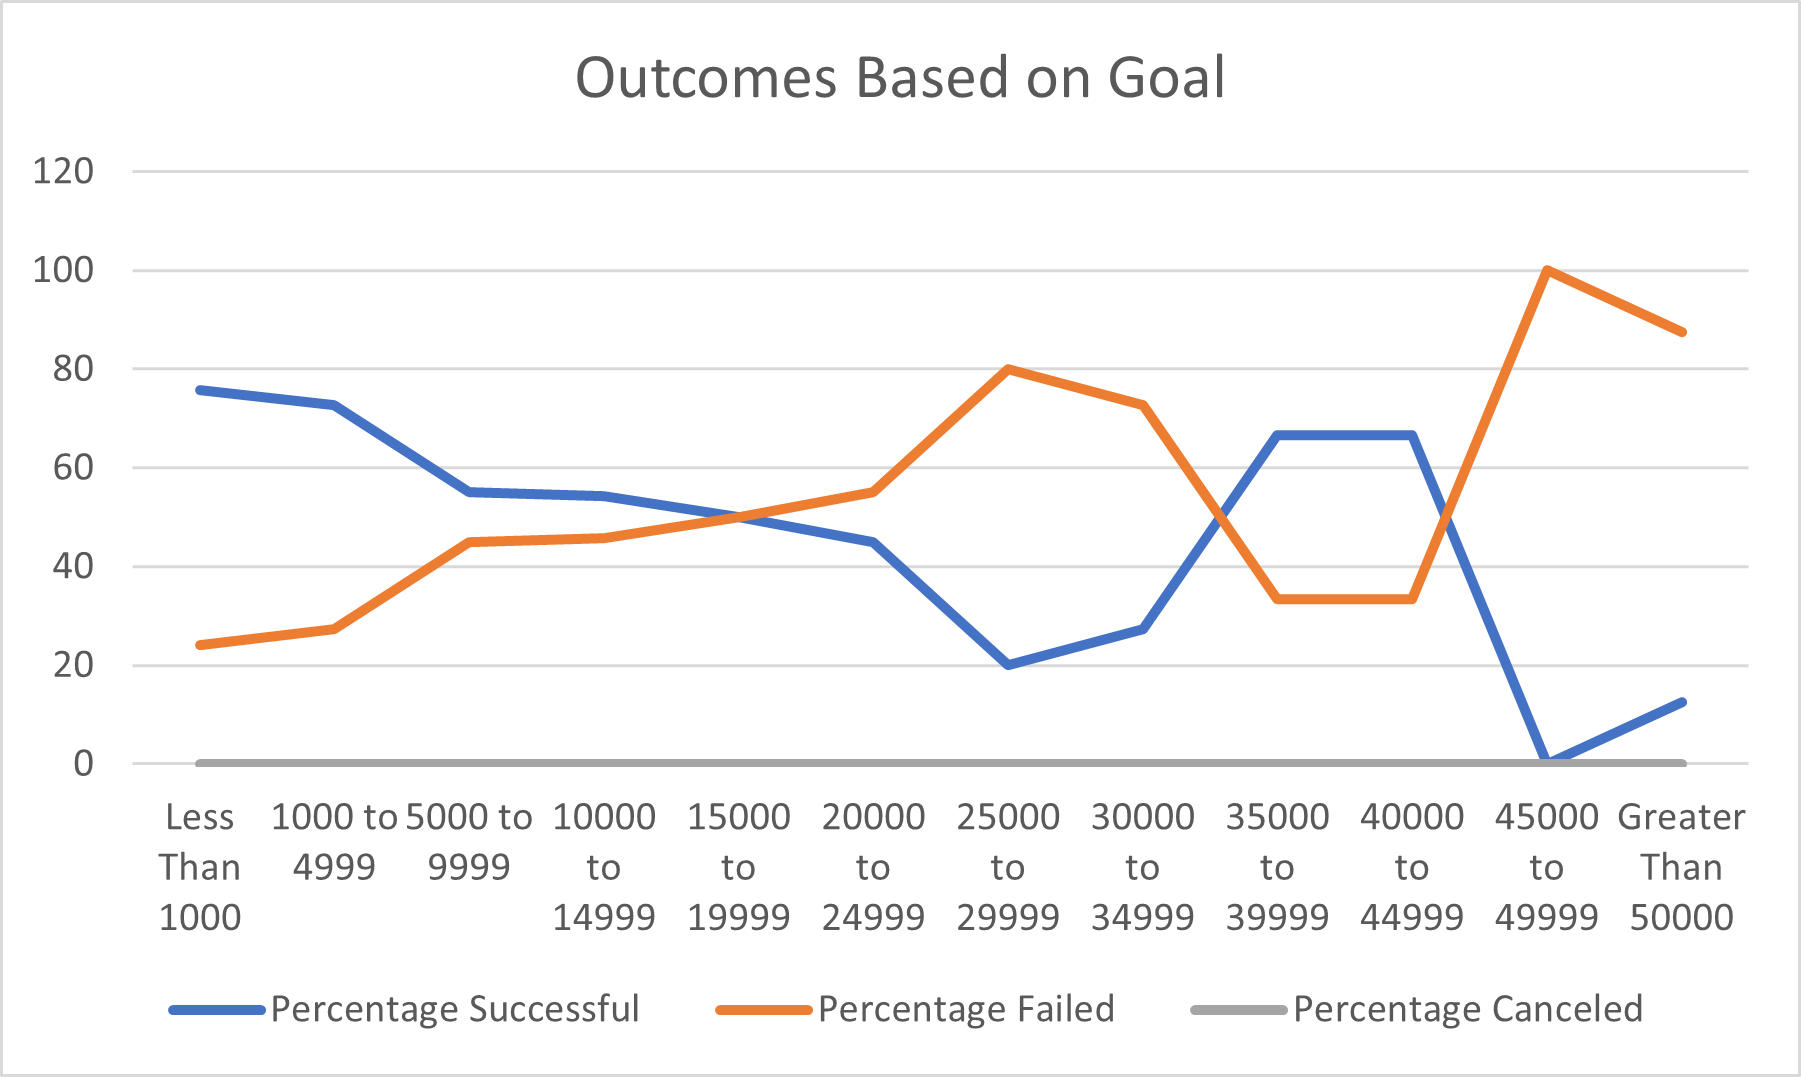 Outcomes Based on Goal
120
100
80
60
40
20
0
Less Than 1000
1000 to 4999
5000 to 9999
10000 to 14999
15000 to 19999
20000 to 24999
25000 to 29999
30000 to 34999
35000 to 39999
40000 to 44999
45000 to 49999
Greater Than 50000
Percentage Successful
Percentage Failed
Percentage Canceled